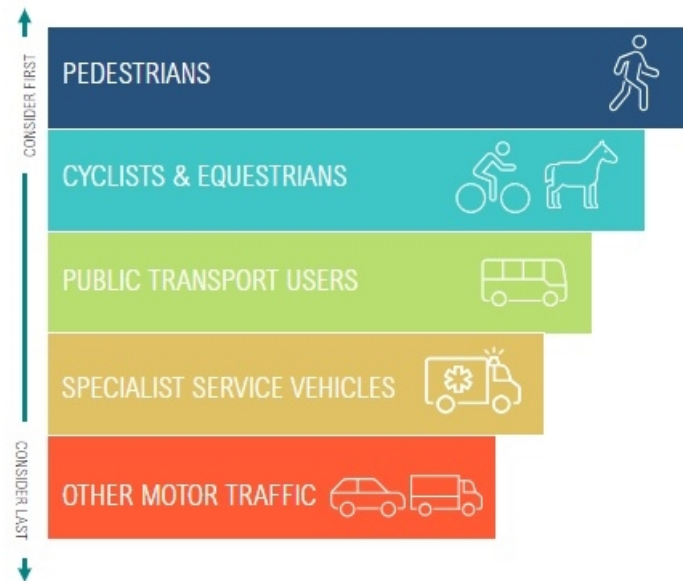 CONSIDER FIRST
PEDESTRIANS
CYCLISTS & EQUESTRIANS
PUBLIC TRANSPORT USERS
SPECIALIST SERVICE VEHICLES
OTHER MOTOR TRAFFIC
CONSIDER LAST